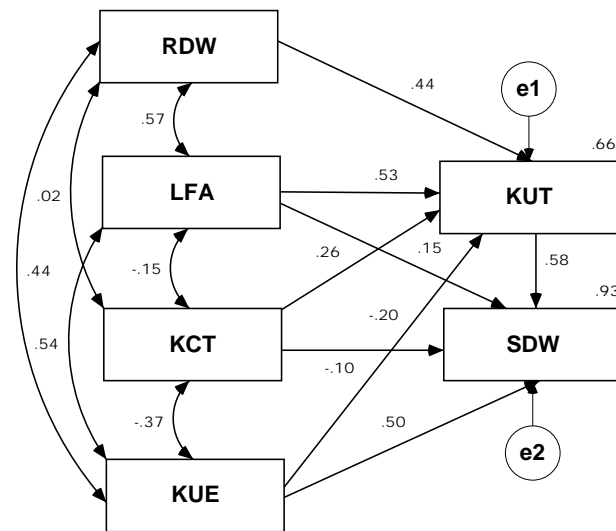 RDW
.44
e1
.66
.57
LFA
.53
KUT
.02
.26
.15
.58
-.15
.44
.93
-.20
KCT
SDW
.54
-.10
-.37
.50
e2
KUE